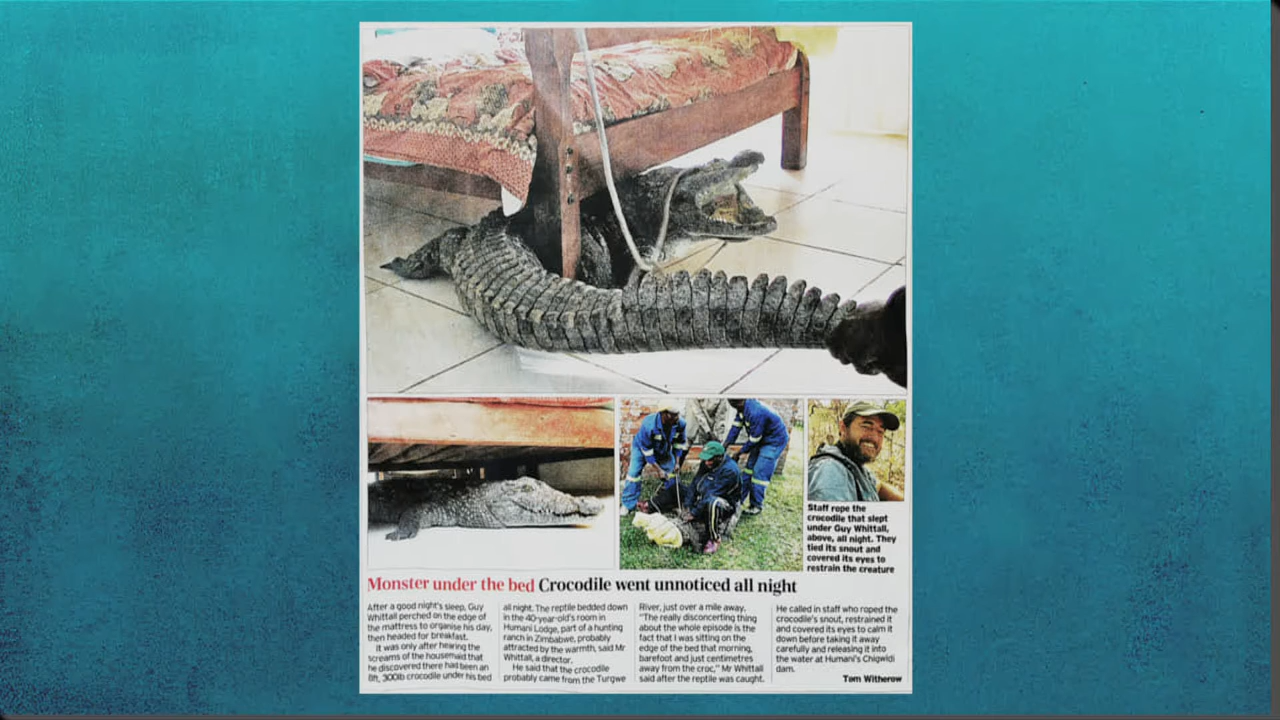 Staff rope the
crocodile that slept
under Guy Whittall,
above, all night. They
tied its snout and
covered its eyes to
restrain the creature
Monster under the bed Crocodile went unnoticed all night
After a good night's sleep, Guy
Whittall perched on the edge of
the mattress to organise his day,
then headed for breakfast.
It was only after hearing the
screams of the housemaid that
he discovered there had been an
8ft, 300lb crocodile under his bed
all night. The reptile bedded down
in the 40-year-old's room in
Humani Lodge, part of a hunting
ranch in Zimbabwe, probably
attracted by the warmth, said Mr
Whittall, a director.
He said that the crocodile
probably came from the Turgwe
River, just over a mile away.
"The really disconcerting thing
about the whole episode is the
fact that I was sitting on the
edge of the bed that morning,
barefoot and just centimetres
away from the croc," Mr Whittall
said after the reptile was caught.
He called in staff who roped the
crocodile's snout, restrained it
and covered its eyes to calm it
down before taking it away
carefully and releasing it into
the water at Humani's Chigwidi
dam.
Tom Witherow